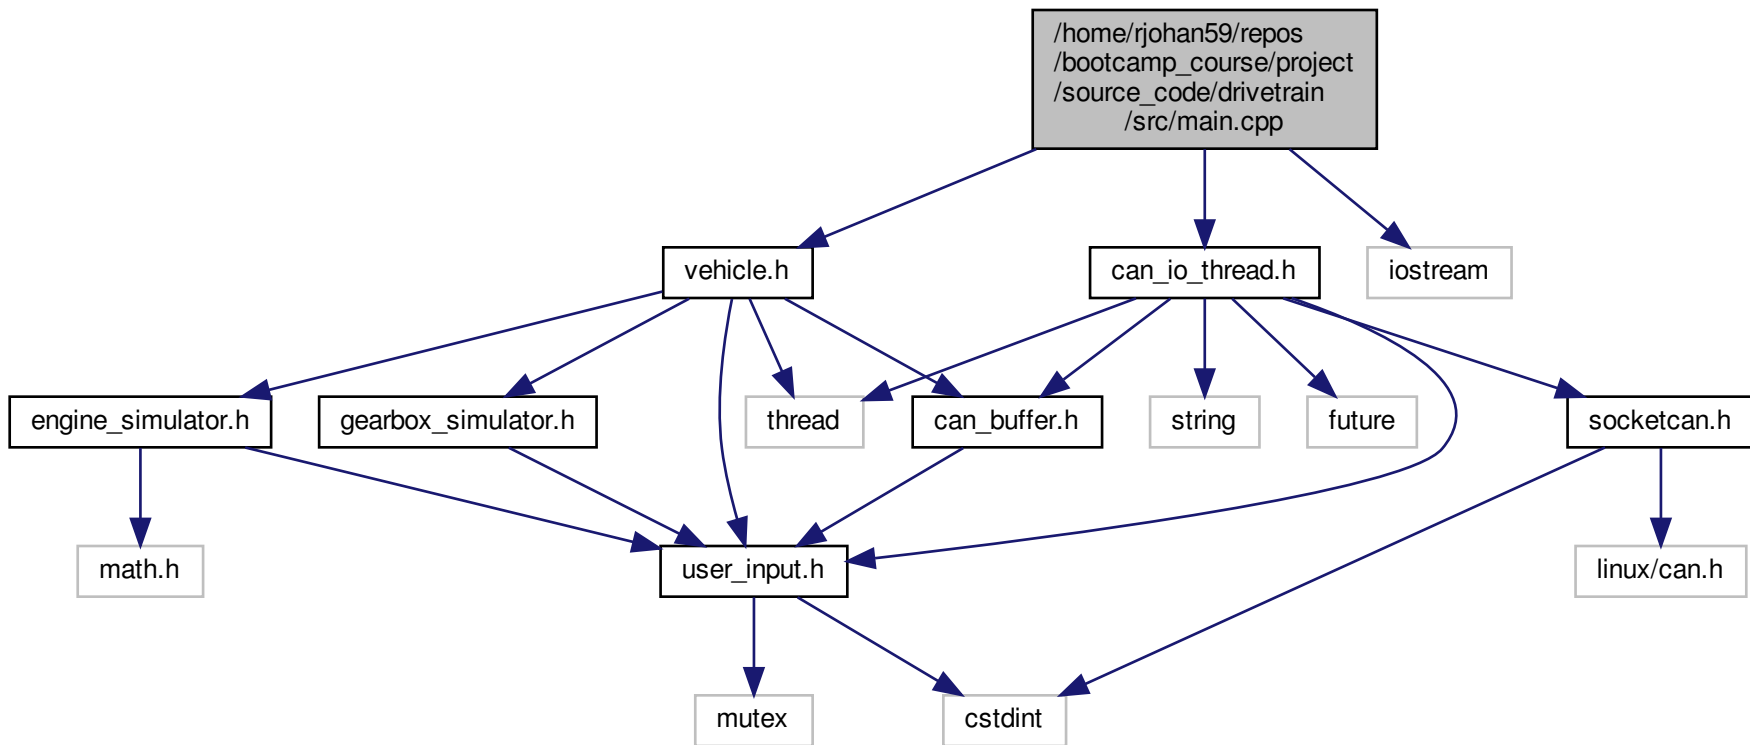 /home/rjohan59/repos
/bootcamp_course/project
/source_code/drivetrain
/src/main.cpp
vehicle.h
can_io_thread.h
iostream
engine_simulator.h
gearbox_simulator.h
thread
can_buffer.h
string
future
socketcan.h
math.h
user_input.h
linux/can.h
mutex
cstdint